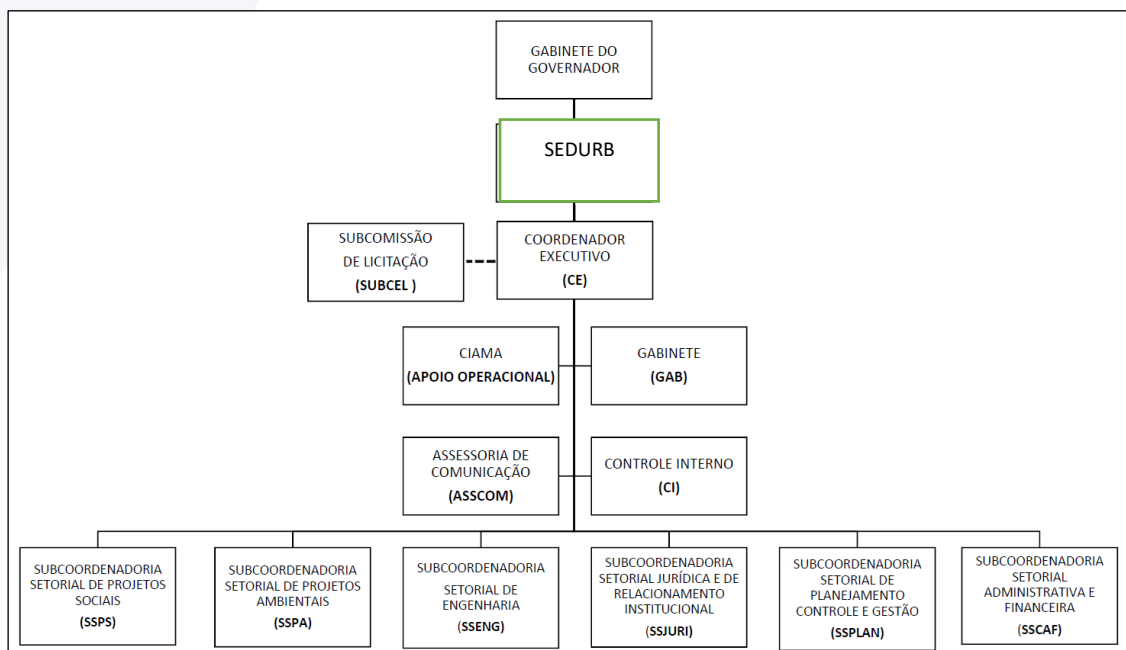 GABINETE DO
GOVERNADOR
SEDURB
SUBCOMISSÃO
DE LICITAÇÃO
(SUBCEL )
COORDENADOR
EXECUTIVO
(CE)
CIAMA
(APOIO OPERACIONAL)
GABINETE
(GAB)
ASSESSORIA DE
COMUNICAÇÃO
(ASSCOM)
CONTROLE INTERNO
(CI)
SUBCOORDENADORIA
SETORIAL DE PROJETOS
SOCIAIS
(SSPS)
SUBCOORDENADORIA
SETORIAL DE PROJETOS
AMBIENTAIS
(SSPA)
SUBCOORDENADORIA
SETORIAL DE
ENGENHARIA
(SSENG)
SUBCOORDENADORIA
SETORIAL JURÍDICA E DE
RELACIONAMENTO
INSTITUCIONAL
(SSJURI)
SUBCOORDENADORIA
SETORIAL DE
PLANEJAMENTO
CONTROLE E GESTÃO
(SSPLAN)
SUBCOORDENADORIA
SETORIAL
ADMINISTRATIVA E
FINANCEIRA
(SSCAF)